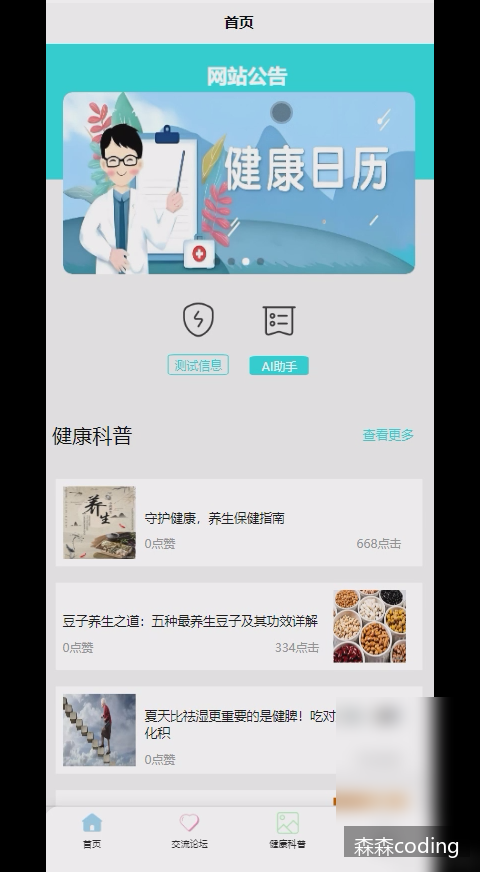 首页
网站公告
健康日历
测试信息
AI助手
健康科普
查看更多
养生
守护健康，养生保健指南
0点赞
668点击
豆子养生之道：五种最养生豆子及其功效详解
0点赞
334点击
夏天比祛湿更重要的是健脾！吃对
化积
0点赞
首页
交流论坛
健康科普
森森coding